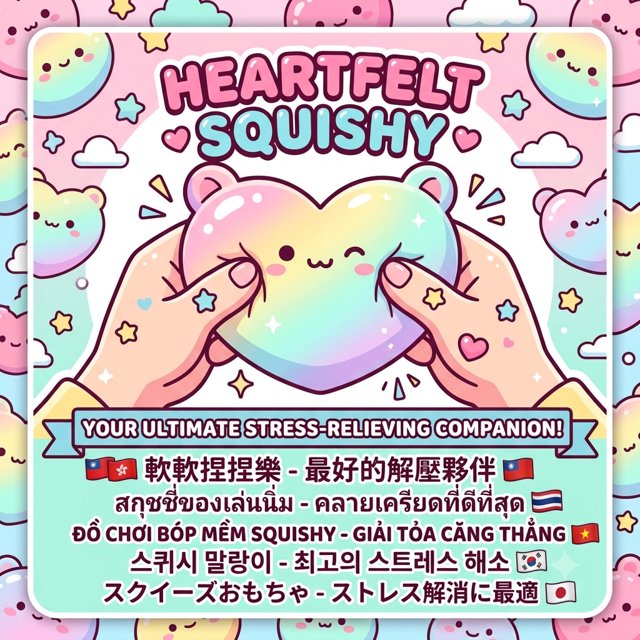 HEARTFELT
SQUISHY
YOUR ULTIMATE STRESS-RELIEVING COMPANION!
軟軟捏捏樂 - 最好的解壓夥伴
สกุชชี่ของเล่นนิ่ม - คลายเครียดที่ดีที่สุด
ĐỒ CHƠI BÓP MỀM SQUISHY - GIẢI TỎA CĂNG THẲNG
스퀴시 말랑이 - 최고의 스트레스 해소
スクイーズおもちゃ - ストレス解消に最適